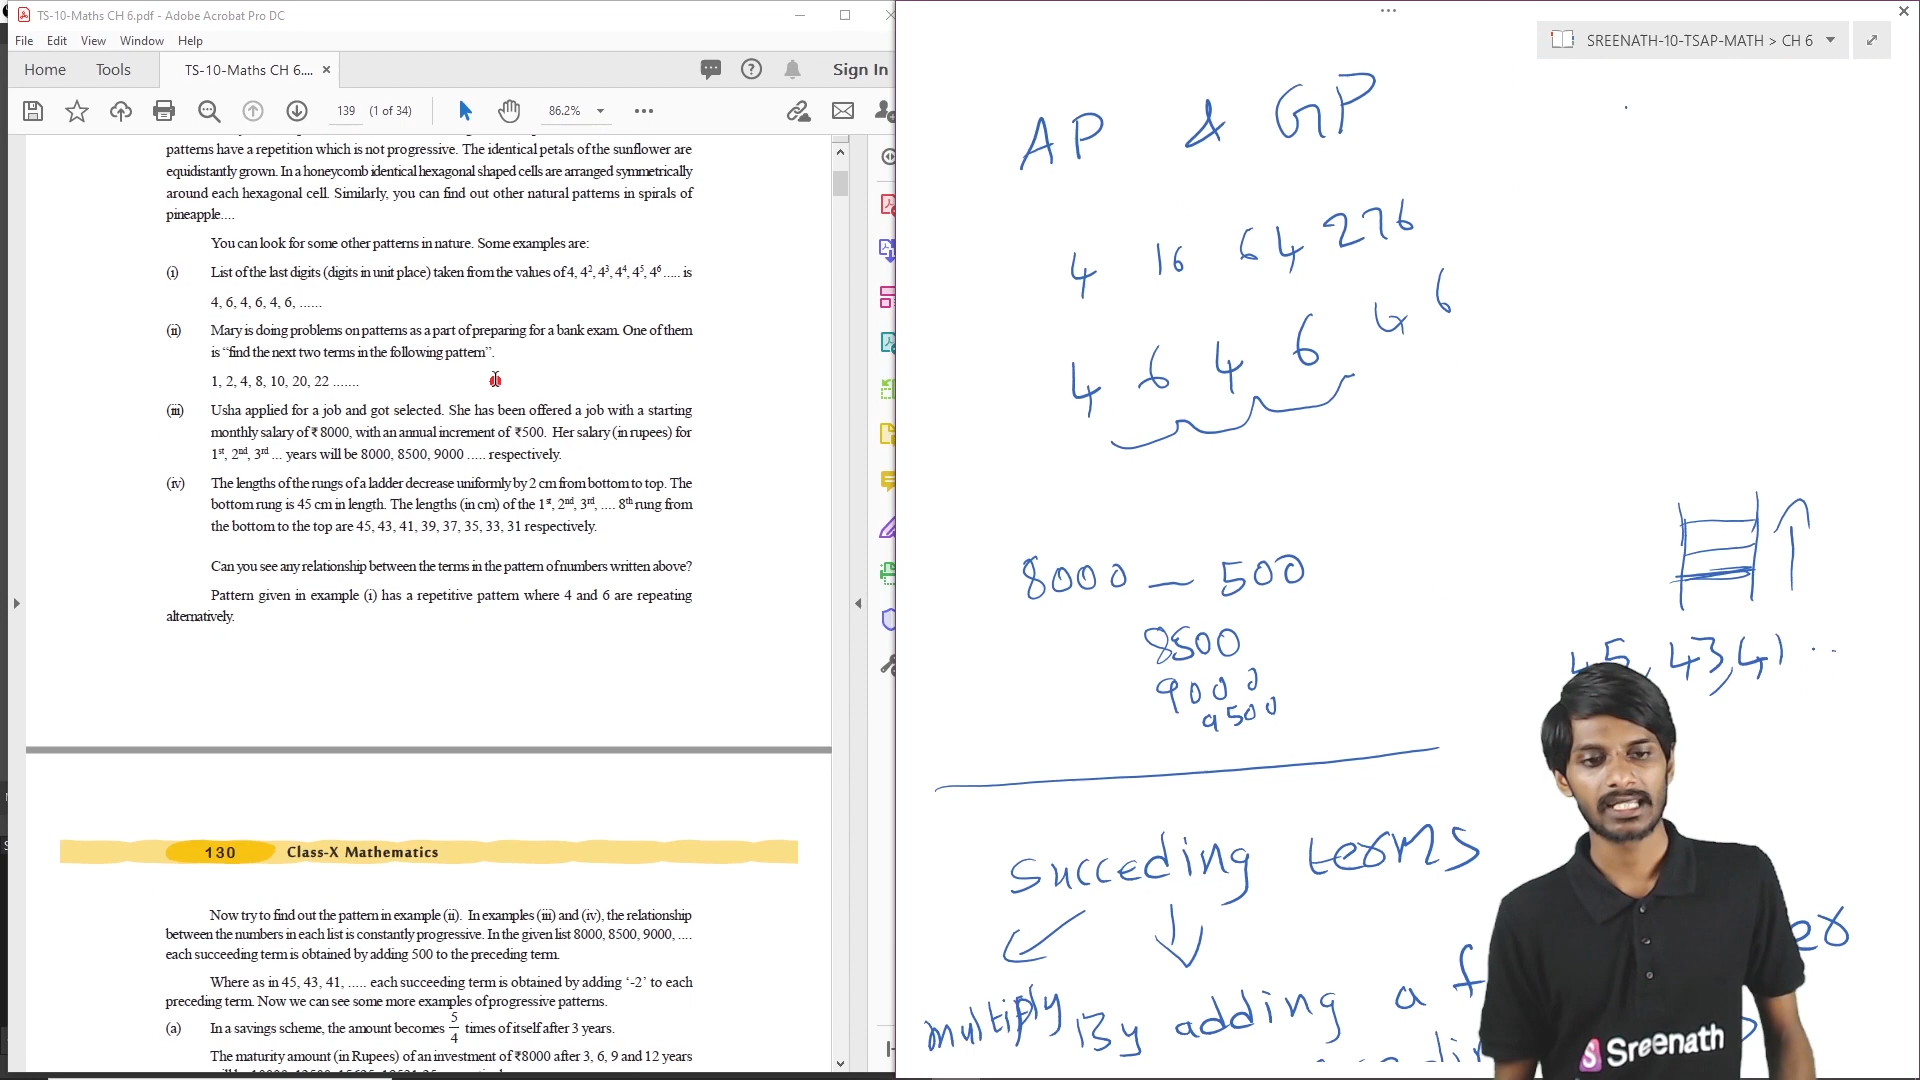 TS-10-Maths CH 6.pdf - Adobe Acrobat Pro DC
File Edit View Window Help
Home Tools TS-10-Maths CH 6.... × Sign In
139 (1 of 34) 86.2%
patterns have a repetition which is not progressive. The identical petals of the sunflower are
equidistantly grown. In a honeycomb identical hexagonal shaped cells are arranged symmetrically
around each hexagonal cell. Similarly, you can find out other natural patterns in spirals of
pineapple....
You can look for some other patterns in nature. Some examples are:
(i) List of the last digits (digits in unit place) taken from the values of 4, 4², 4³, 4⁴, 4⁵, 4⁶ ..... is
4, 6, 4, 6, 4, 6, ......
(ii) Mary is doing problems on patterns as a part of preparing for a bank exam. One of them
is “find the next two terms in the following pattern”.
1, 2, 4, 8, 10, 20, 22 .......
(iii) Usha applied for a job and got selected. She has been offered a job with a starting
monthly salary of ₹ 8000, with an annual increment of ₹500. Her salary (in rupees) for
1st, 2nd, 3rd ... years will be 8000, 8500, 9000 ..... respectively.
(iv) The lengths of the rungs of a ladder decrease uniformly by 2 cm from bottom to top. The
bottom rung is 45 cm in length. The lengths (in cm) of the 1st, 2nd, 3rd, .... 8th rung from
the bottom to the top are 45, 43, 41, 39, 37, 35, 33, 31 respectively.
Can you see any relationship between the terms in the pattern of numbers written above?
Pattern given in example (i) has a repetitive pattern where 4 and 6 are repeating
alternatively.
130 Class-X Mathematics
Now try to find out the pattern in example (ii). In examples (iii) and (iv), the relationship
between the numbers in each list is constantly progressive. In the given list 8000, 8500, 9000, ....
each succeeding term is obtained by adding 500 to the preceding term.
Where as in 45, 43, 41, ..... each succeeding term is obtained by adding ‘-2’ to each
preceding term. Now we can see some more examples of progressive patterns.
(a) In a savings scheme, the amount becomes 5/4 times of itself after 3 years.
The maturity amount (in Rupees) of an investment of ₹8000 after 3, 6, 9 and 12 years
SREENATH-10-TSAP-MATH > CH 6
AP & GP
4 16 64 276
4 6 4 6 4 6
8000 — 500
8500
9000
9500
45, 43, 41 ..
succeding terms
multiply By adding a
Sreenath